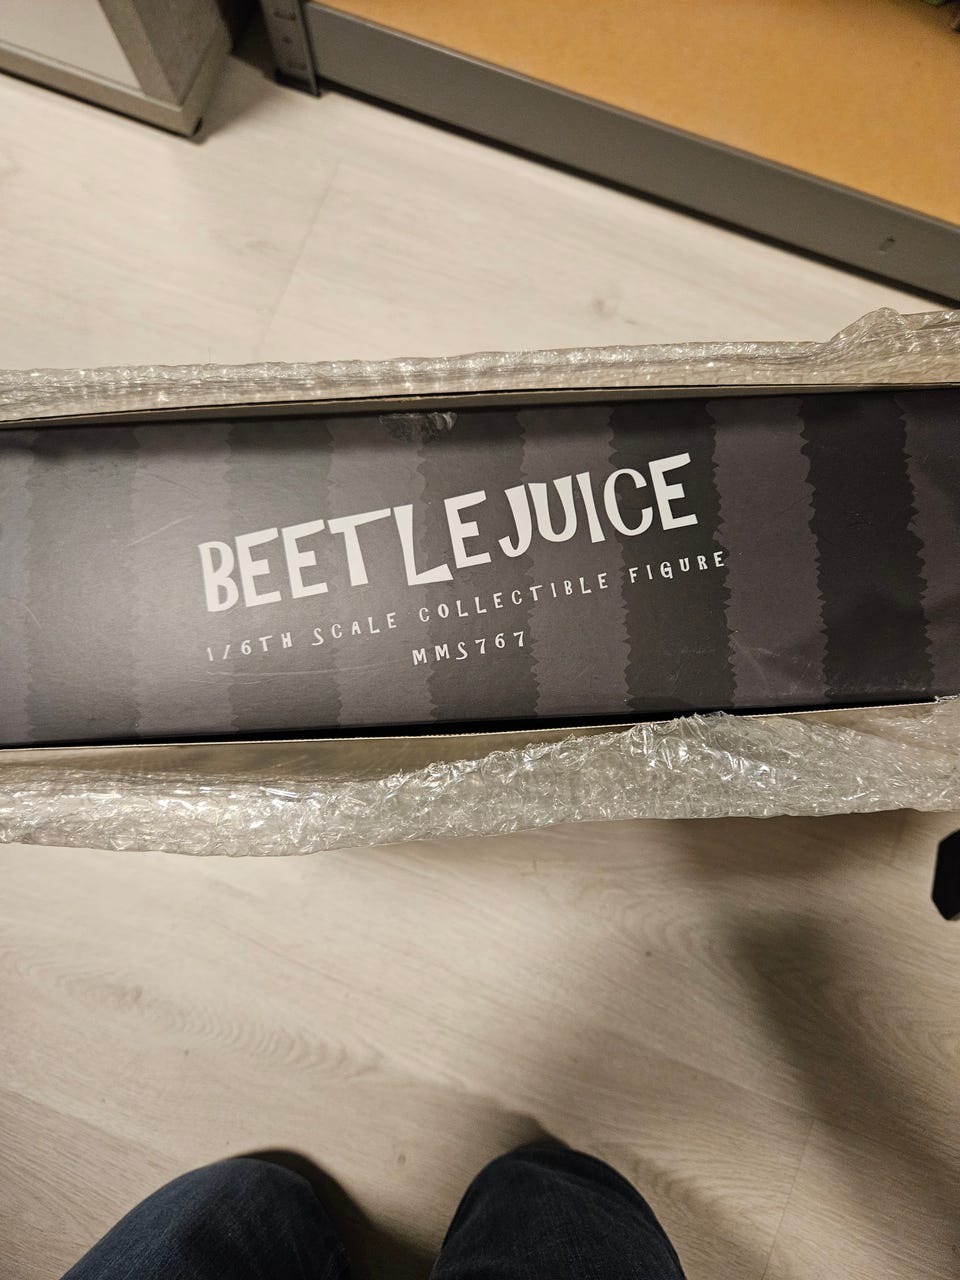 BEETLEJUICE
1/6TH SCALE COLLECTIBLE FIGURE
MMS767